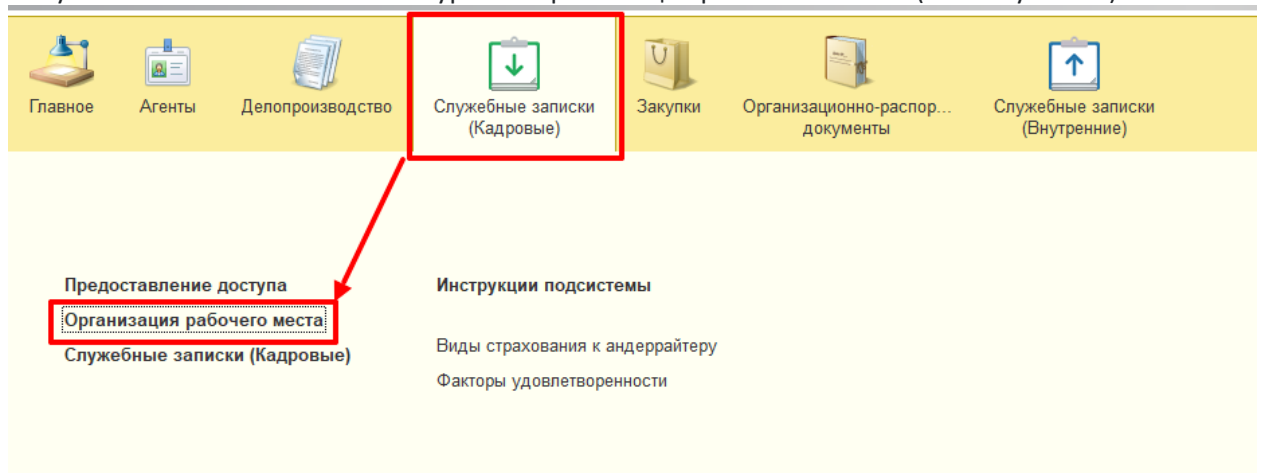 Главное
Агенты
Делопроизводство
Служебные записки
(Кадровые)
Закупки
Организационно-распор...
документы
Служебные записки
(Внутренние)
Предоставление доступа
Инструкции подсистемы
Организация рабочего места
Служебные записки (Кадровые)
Виды страхования к андеррайтеру
Факторы удовлетворенности